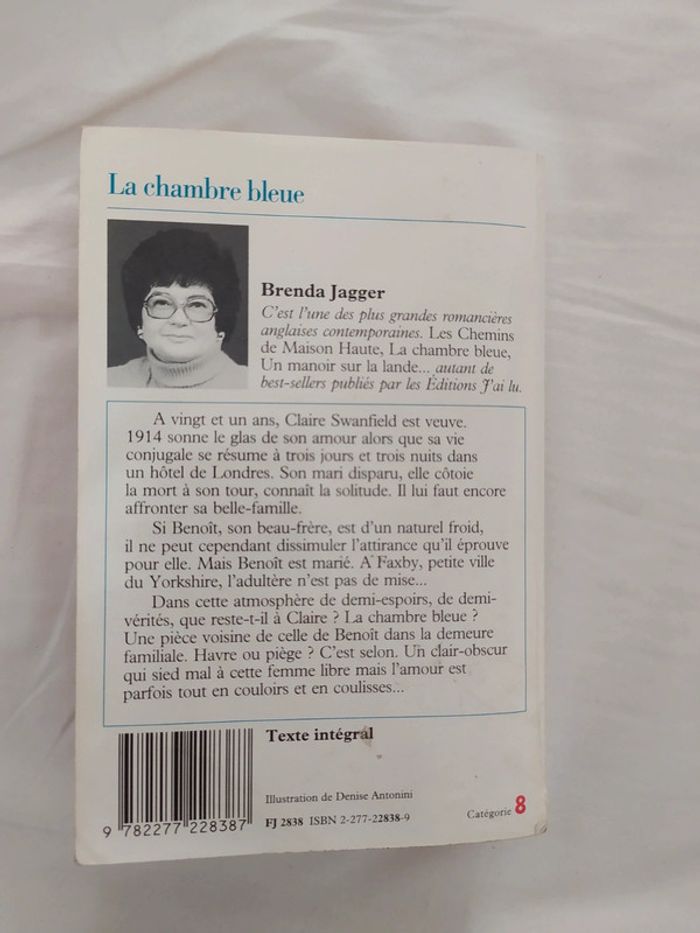 La chambre bleue
Brenda Jagger
C'est l'une des plus grandes romancières
anglaises contemporaines. Les Chemins
de Maison Haute, La chambre bleue,
Un manoir sur la lande... autant de
best-sellers publiés par les Éditions J'ai lu.
A vingt et un ans, Claire Swanfield est veuve.
1914 sonne le glas de son amour alors que sa vie
conjugale se résume à trois jours et trois nuits dans
un hôtel de Londres. Son mari disparu, elle côtoie
la mort à son tour, connaît la solitude. Il lui faut encore
affronter sa belle-famille.
Si Benoît, son beau-frère, est d'un naturel froid,
il ne peut cependant dissimuler l'attirance qu'il éprouve
pour elle. Mais Benoît est marié. A Faxby, petite ville
du Yorkshire, l'adultère n'est pas de mise...
Dans cette atmosphère de demi-espoirs, de demi-
vérités, que reste-t-il à Claire ? La chambre bleue ?
Une pièce voisine de celle de Benoît dans la demeure
familiale. Havre ou piège ? C'est selon. Un clair-obscur
qui sied mal à cette femme libre mais l'amour est
parfois tout en couloirs et en coulisses...
Texte intégral
Illustration de Denise Antonini
FJ 2838 ISBN 2-277-22838-9
Catégorie 8
9 782277 228387